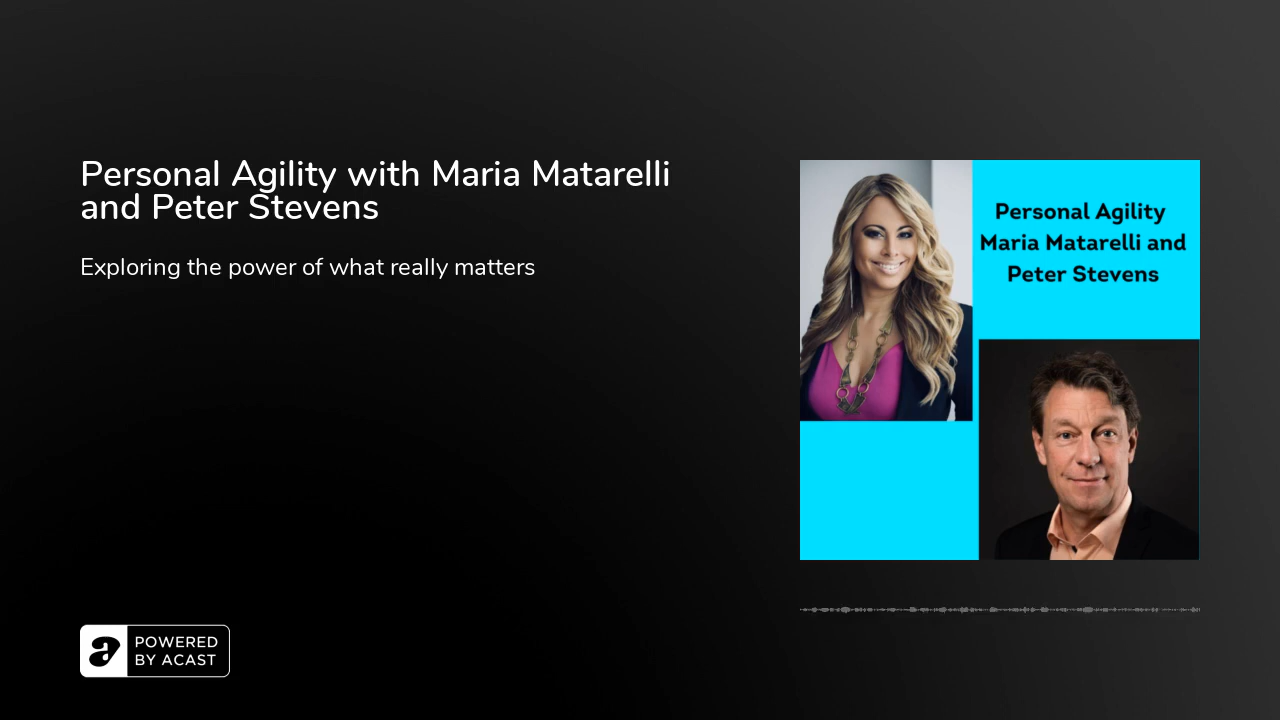 Personal Agility with Maria Matarelli
and Peter Stevens
Exploring the power of what really matters
Personal Agility
Maria Matarelli and
Peter Stevens
a POWERED
BY ACAST